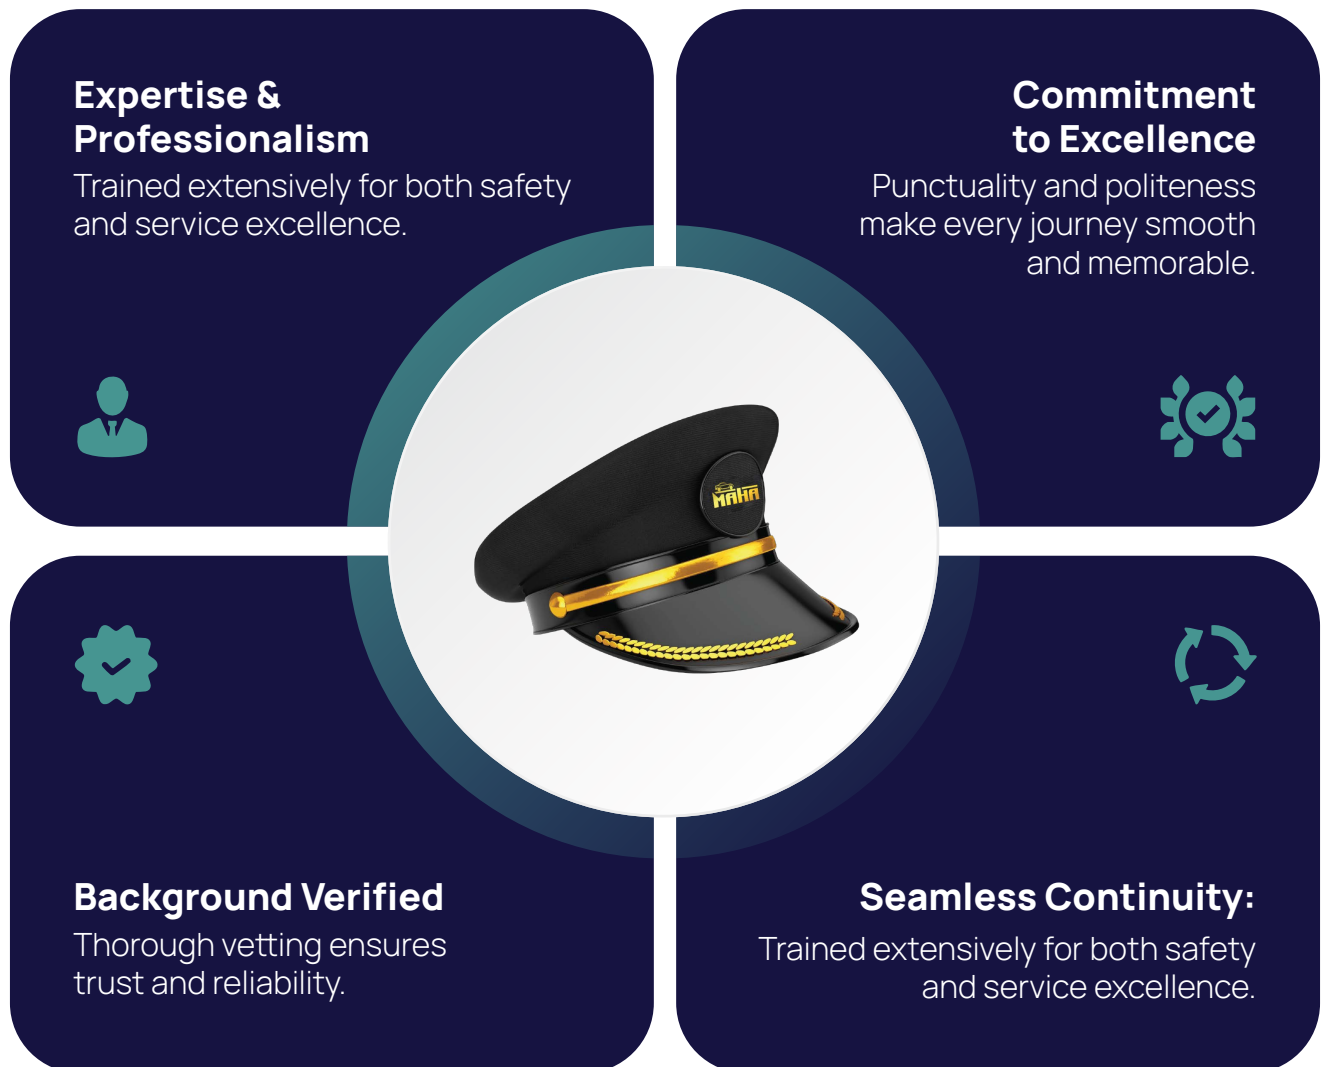 Expertise &
Professionalism
Trained extensively for both safety
and service excellence.
Commitment
to Excellence
Punctuality and politeness
make every journey smooth
and memorable.
MAHA
Background Verified
Thorough vetting ensures
trust and reliability.
Seamless Continuity:
Trained extensively for both safety
and service excellence.